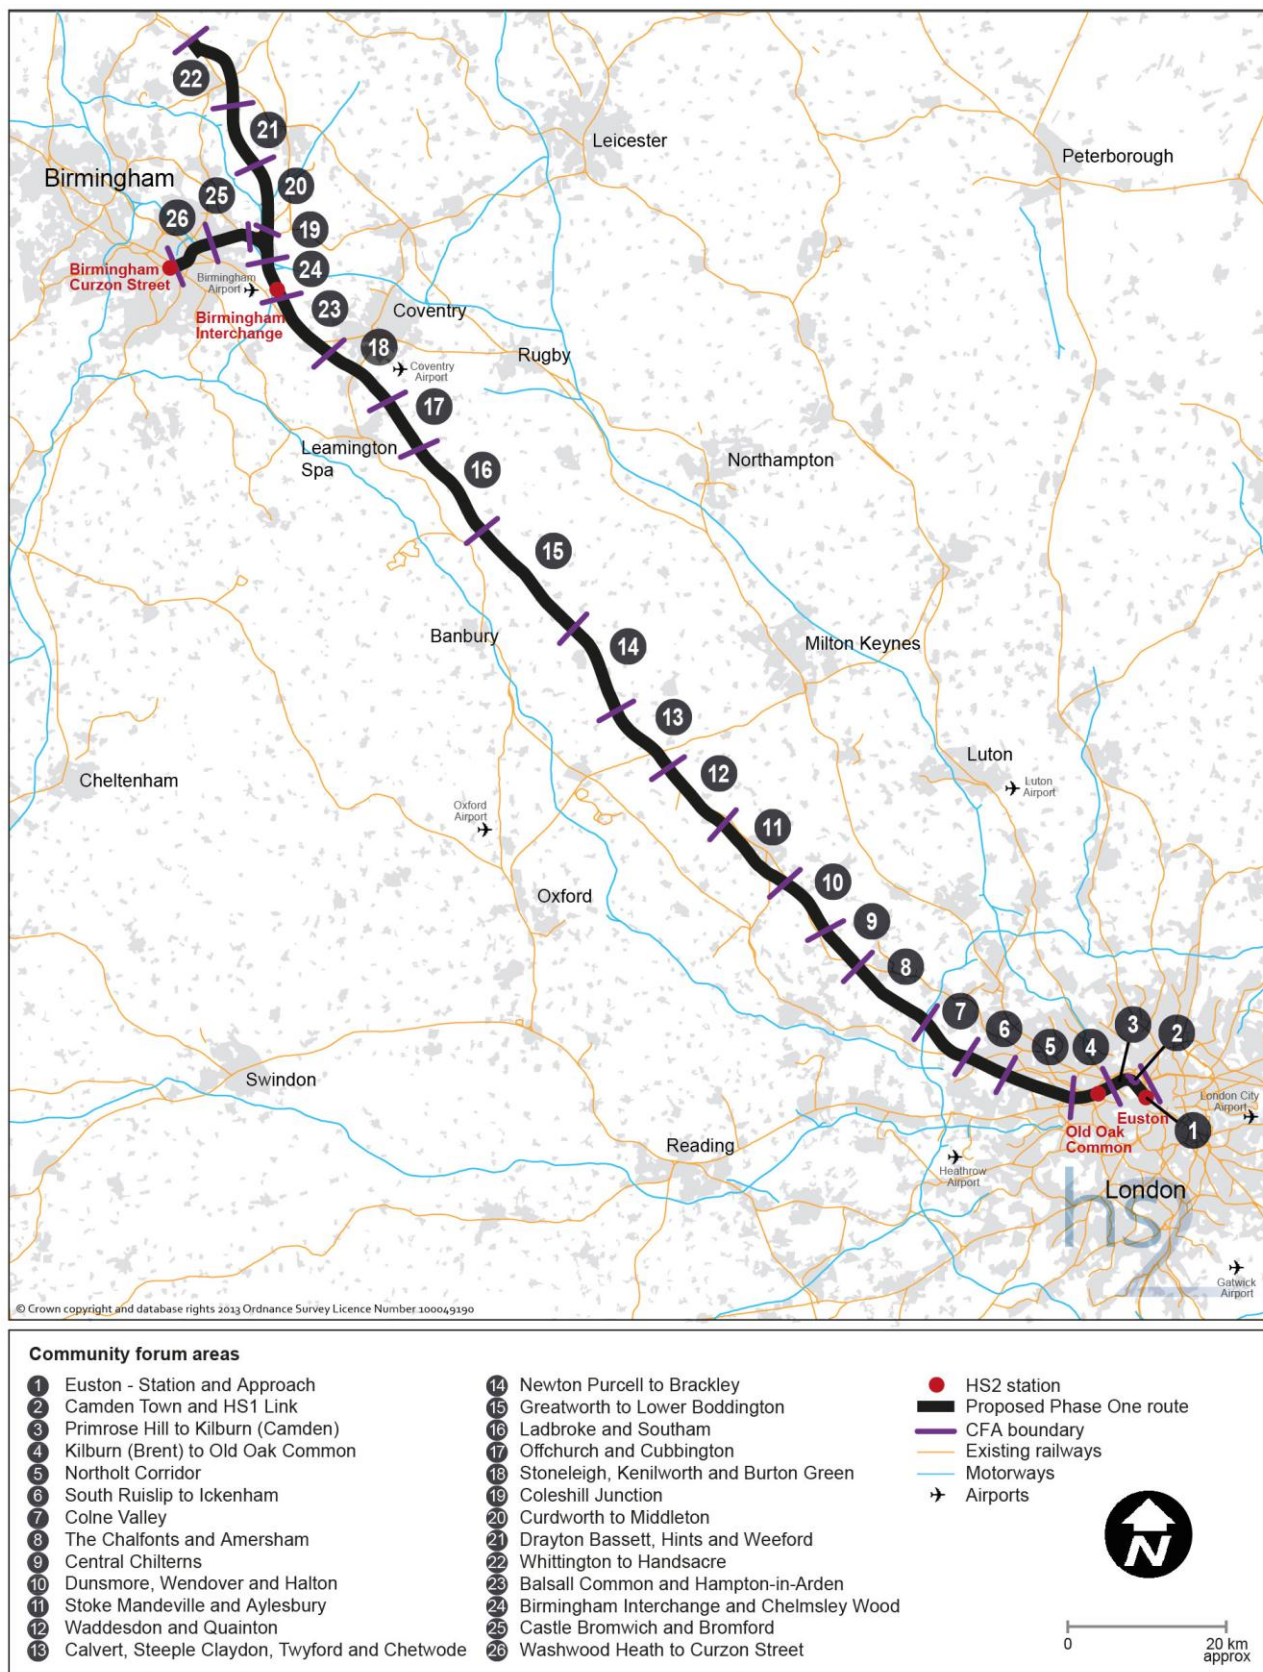 22
Leicester
Peterborough
21
Birmingham
20
25
26
19
Birmingham
Curzon Street
Birmingham
Airport
24
Birmingham
Interchange
23
Coventry
18
Coventry
Airport
Rugby
17
Leamington
Spa
16
Northampton
15
Banbury
14
Milton Keynes
13
Cheltenham
12
Luton
Luton
Airport
Oxford
Airport
11
10
Oxford
9
8
7
6
5
4
3
2
Swindon
London City
Airport
Euston
Old Oak
Common
1
Reading
Heathrow
Airport
London
hs2
Gatwick
Airport
© Crown copyright and database rights 2013 Ordnance Survey Licence Number 100049190
Community forum areas
1 Euston - Station and Approach
2 Camden Town and HS1 Link
3 Primrose Hill to Kilburn (Camden)
4 Kilburn (Brent) to Old Oak Common
5 Northolt Corridor
6 South Ruislip to Ickenham
7 Colne Valley
8 The Chalfonts and Amersham
9 Central Chilterns
10 Dunsmore, Wendover and Halton
11 Stoke Mandeville and Aylesbury
12 Waddesdon and Quainton
13 Calvert, Steeple Claydon, Twyford and Chetwode
14 Newton Purcell to Brackley
15 Greatworth to Lower Boddington
16 Ladbroke and Southam
17 Offchurch and Cubbington
18 Stoneleigh, Kenilworth and Burton Green
19 Coleshill Junction
20 Curdworth to Middleton
21 Drayton Bassett, Hints and Weeford
22 Whittington to Handsacre
23 Balsall Common and Hampton-in-Arden
24 Birmingham Interchange and Chelmsley Wood
25 Castle Bromwich and Bromford
26 Washwood Heath to Curzon Street
HS2 station
Proposed Phase One route
CFA boundary
Existing railways
Motorways
Airports
N
0 20 km
approx